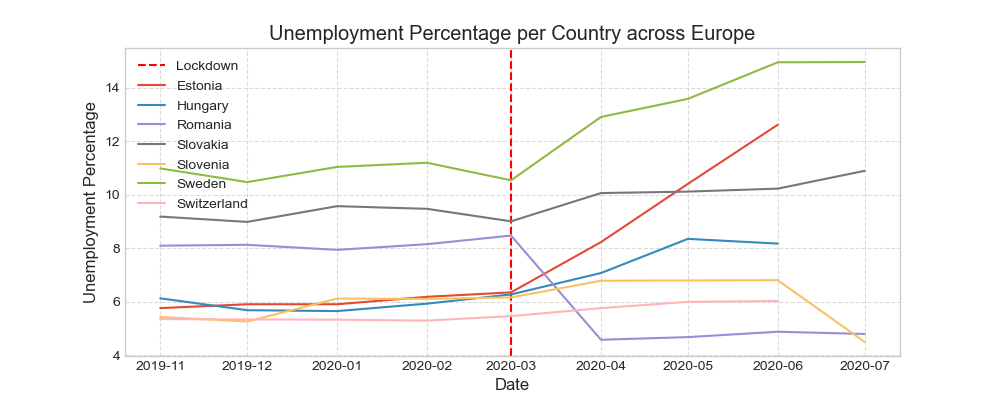 Unemployment Percentage per Country across Europe
Lockdown
Estonia
Hungary
Romania
Slovakia
Slovenia
Sweden
Switzerland
Unemployment Percentage
14
12
10
8
6
4
2019-11 2019-12 2020-01 2020-02 2020-03 2020-04 2020-05 2020-06 2020-07
Date